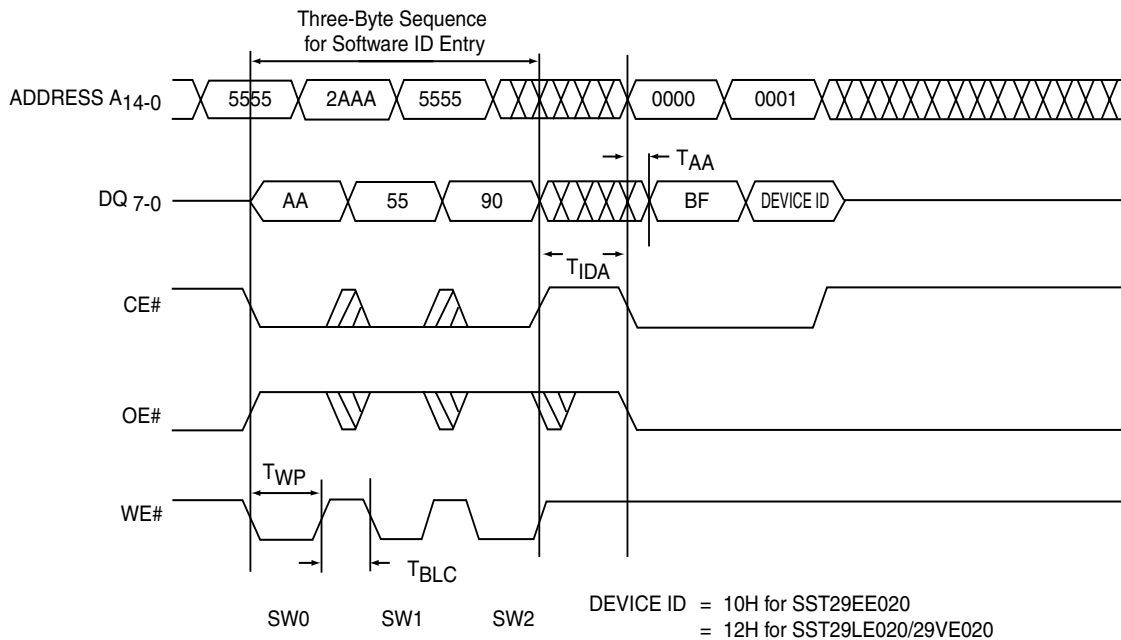 Three-Byte Sequence
for Software ID Entry
ADDRESS A14-0
5555 2AAA 5555 0000 0001
TAA
DQ 7-0
AA 55 90 BF DEVICE ID
TIDA
CE#
OE#
TWP
WE#
TBLC
SW0 SW1 SW2
DEVICE ID = 10H for SST29EE020
= 12H for SST29LE020/29VE020